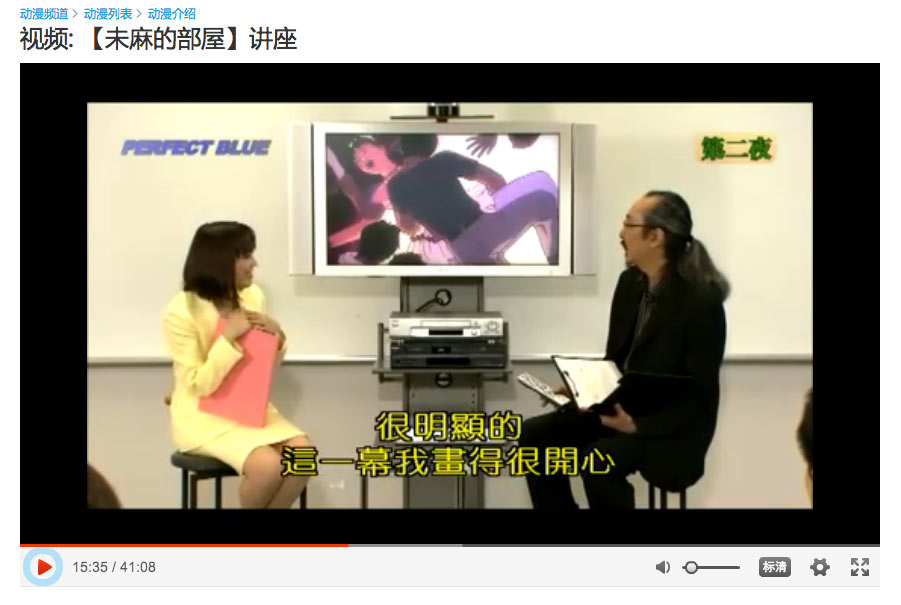 动漫频道 > 动漫列表 > 动漫介绍
视频: 【未麻的部屋】讲座
PERFECT BLUE
第二夜
很明顯的
這一幕我畫得很開心
15:35 / 41:08
标清